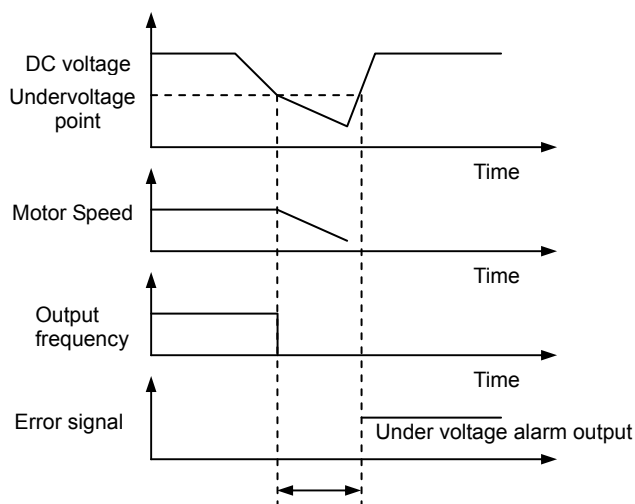 DC voltage
Undervoltage
point
Time
Motor Speed
Time
Output
frequency
Time
Error signal
Under voltage alarm output